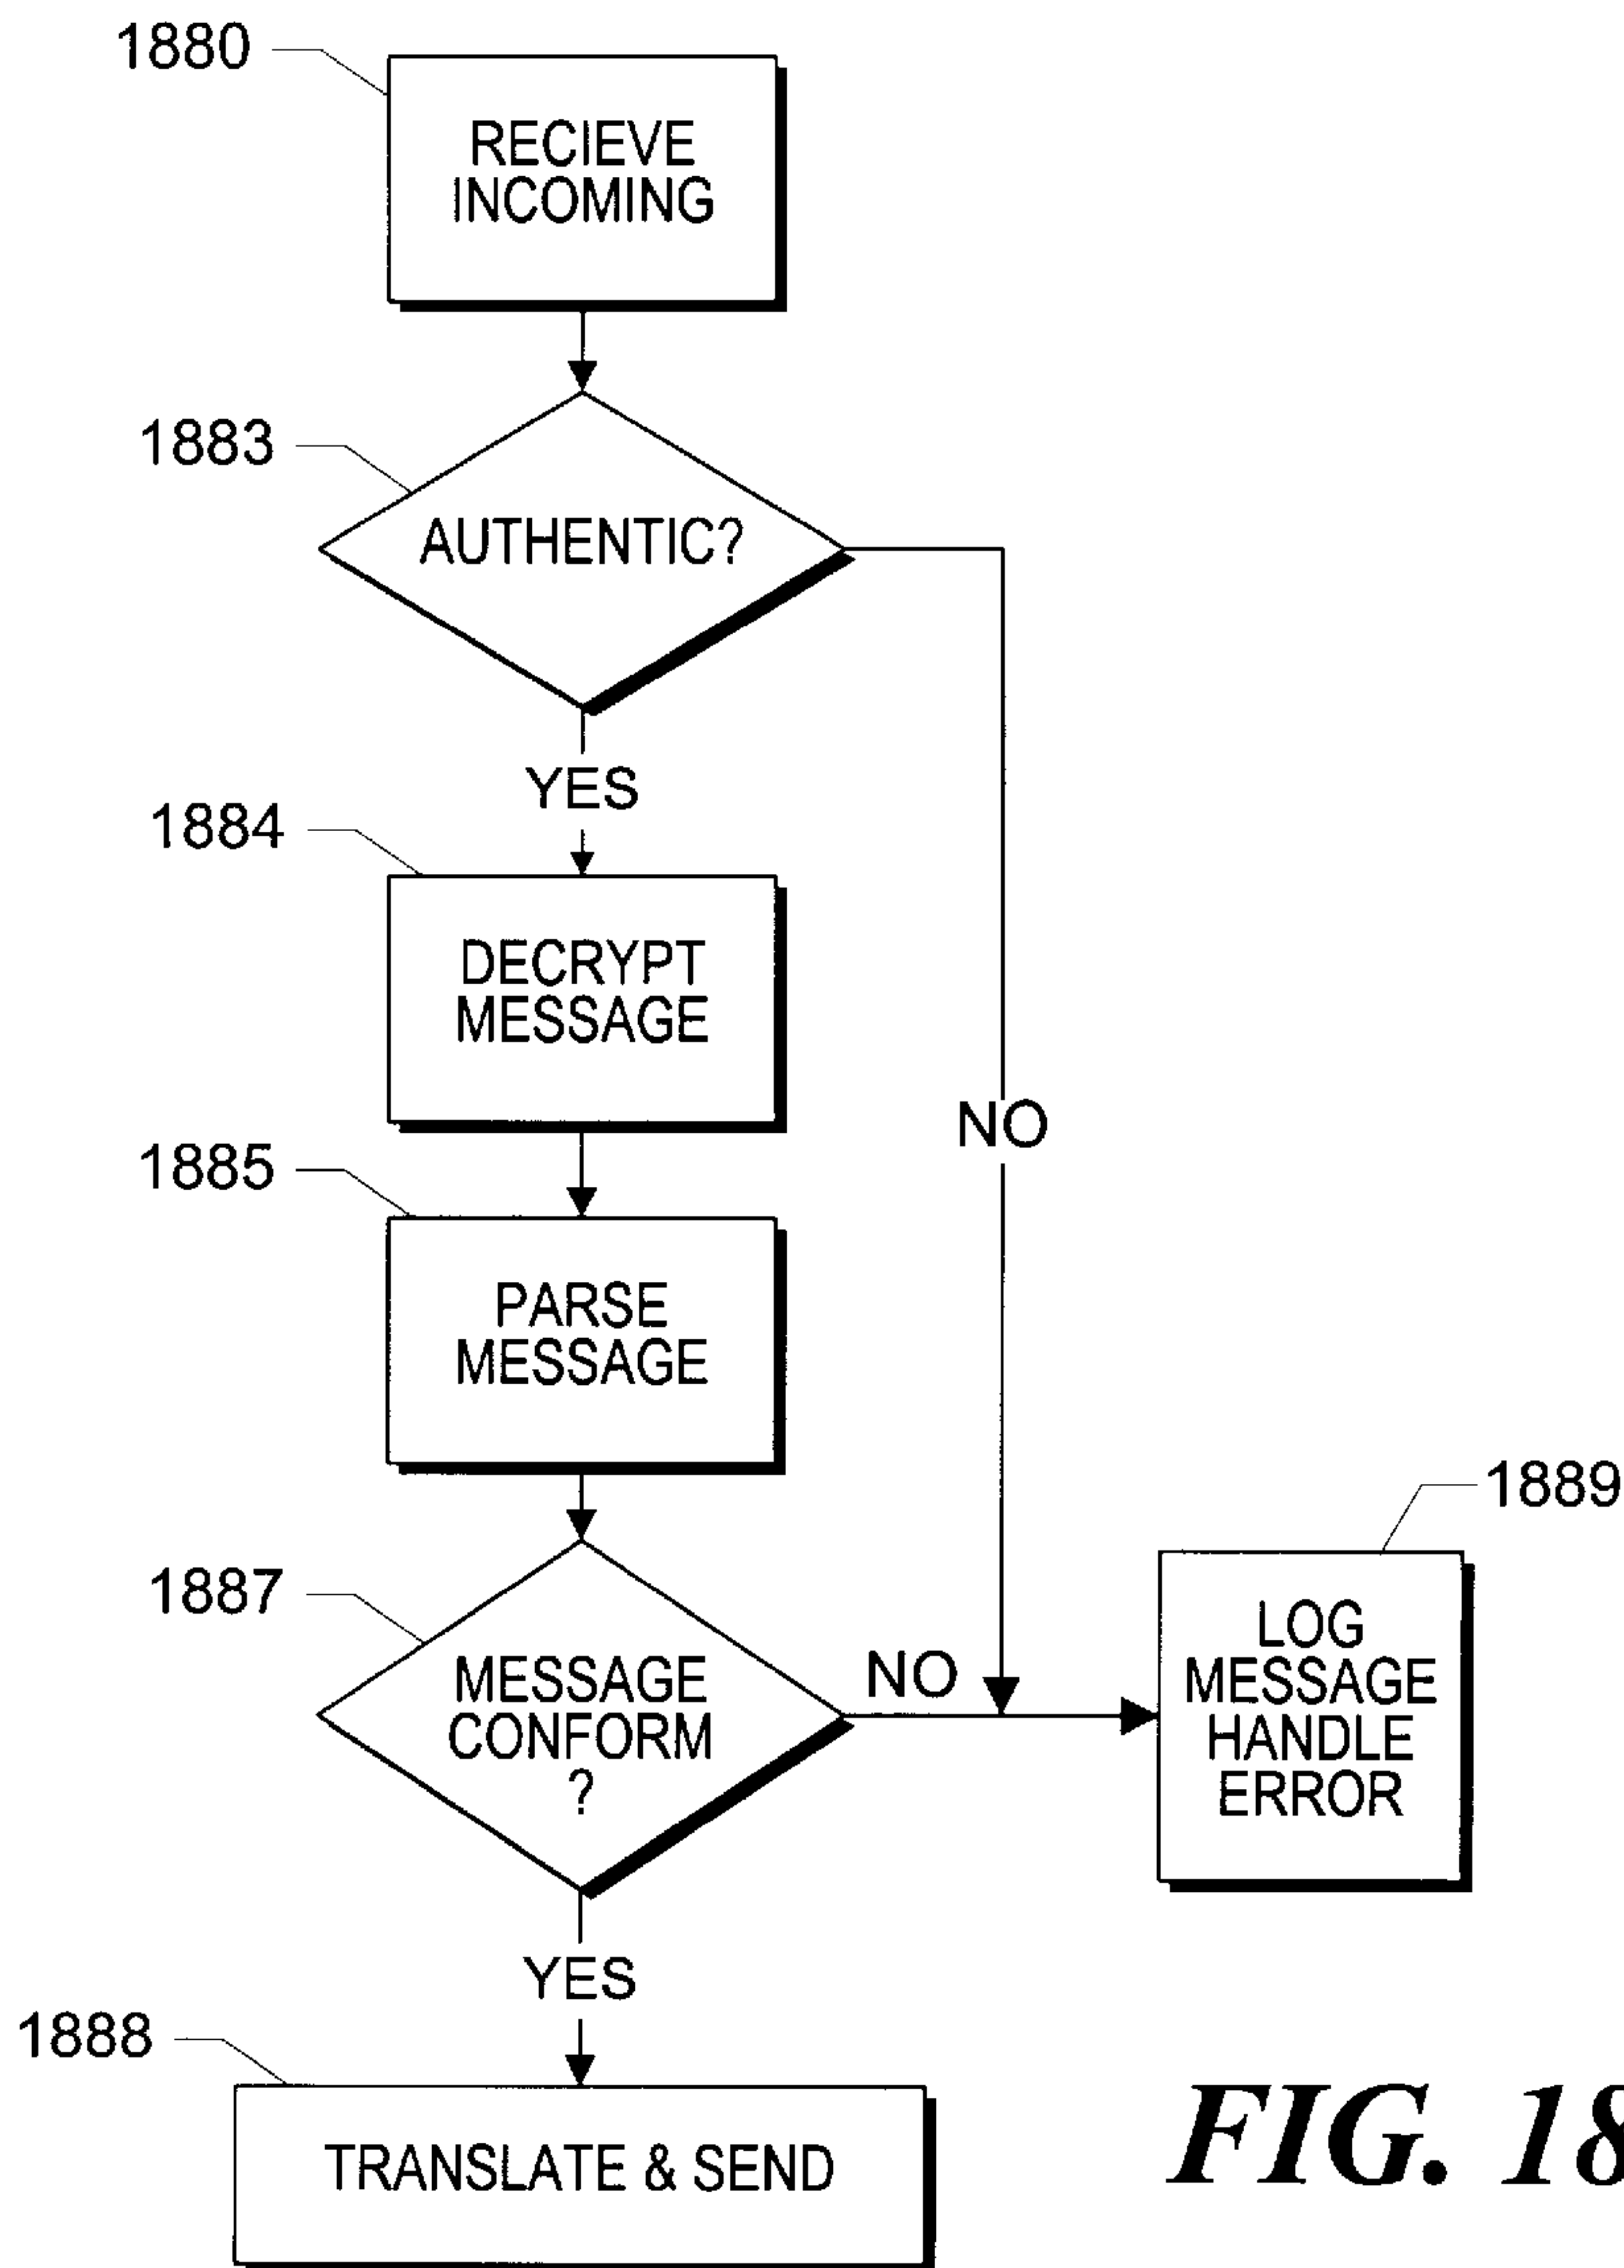 1880
RECIEVE
INCOMING
1883
AUTHENTIC?
YES
1884
DECRYPT
MESSAGE
NO
1885
PARSE
MESSAGE
1887
MESSAGE
CONFORM
?
NO
1889
LOG
MESSAGE
HANDLE
ERROR
YES
1888
TRANSLATE & SEND
FIG. 18